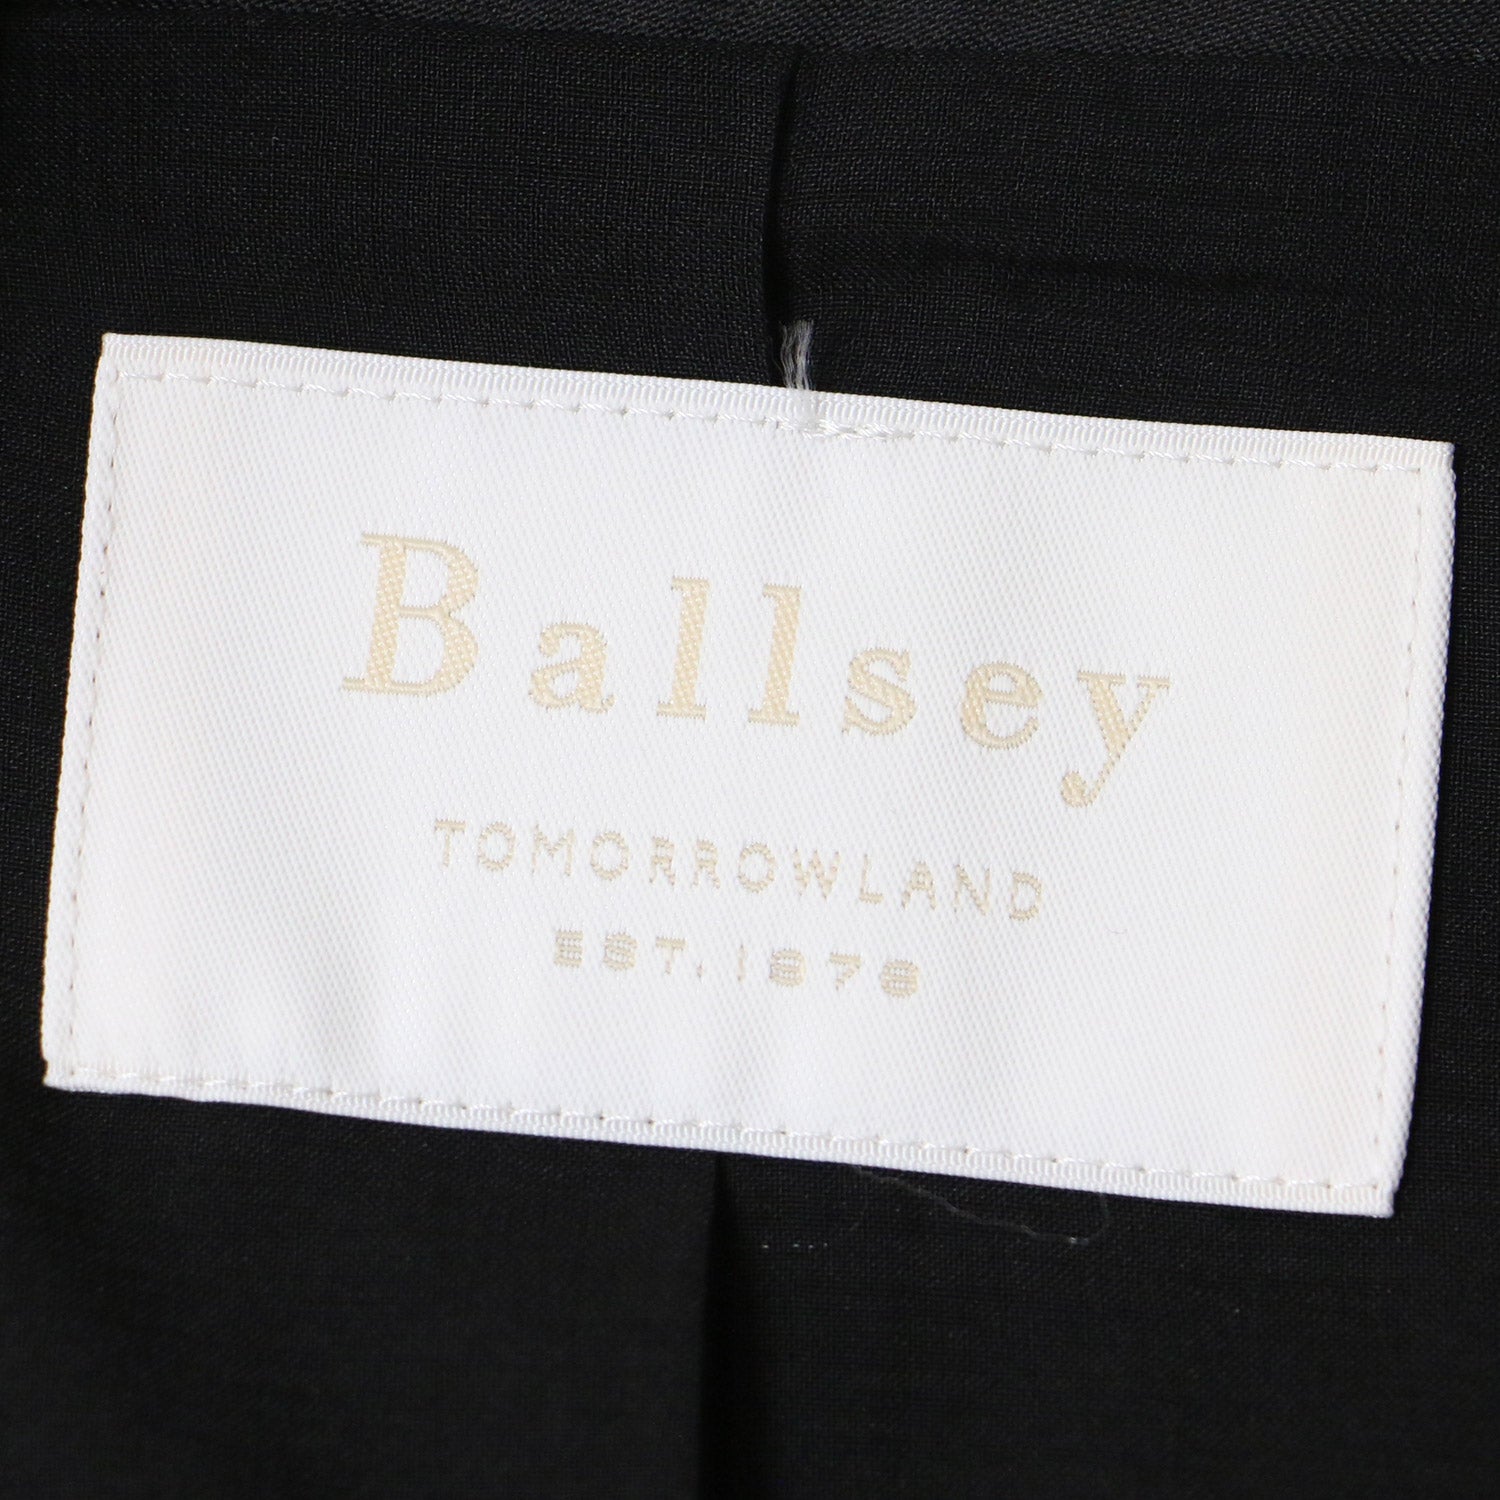 Ballsey
TOMORROWLAND
EST. 1978